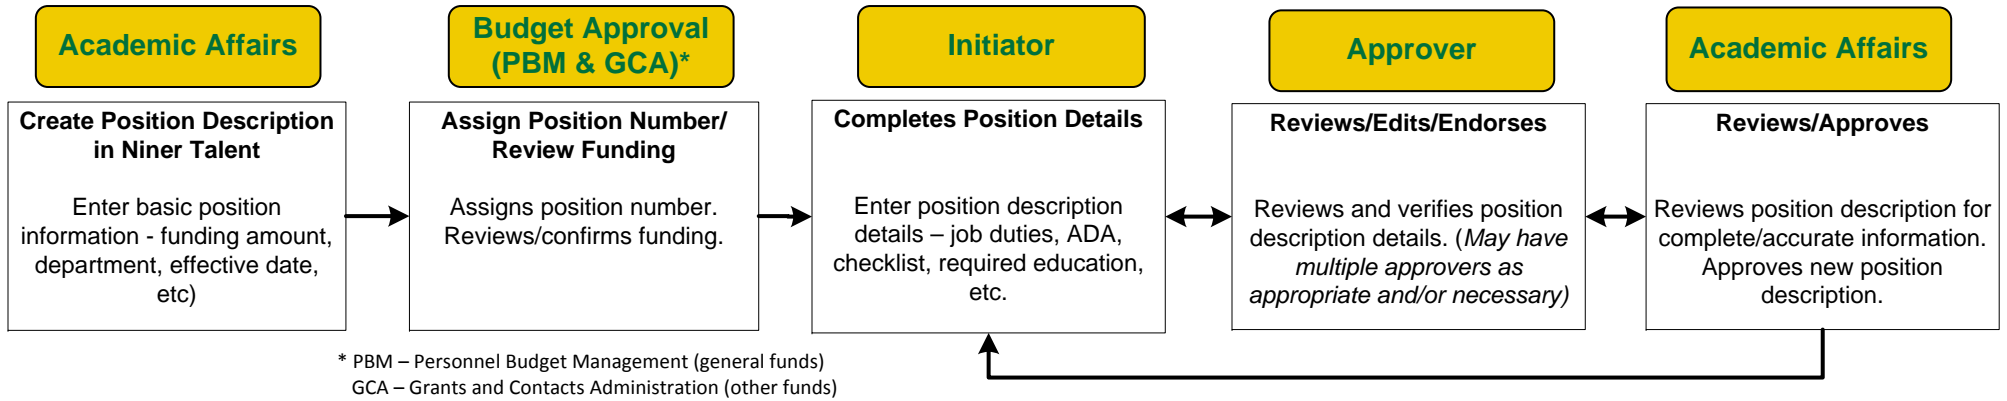 Academic Affairs
Create Position Description
in Niner Talent
Enter basic position
information - funding amount,
department, effective date,
etc)
Budget Approval
(PBM & GCA)*
Assign Position Number/
Review Funding
Assigns position number.
Reviews/confirms funding.
Initiator
Completes Position Details
Enter position description
details – job duties, ADA,
checklist, required education,
etc.
Approver
Reviews/Edits/Endorses
Reviews and verifies position
description details. (May have
multiple approvers as
appropriate and/or necessary)
Academic Affairs
Reviews/Approves
Reviews position description for
complete/accurate information.
Approves new position
description.
* PBM – Personnel Budget Management (general funds)
GCA – Grants and Contacts Administration (other funds)